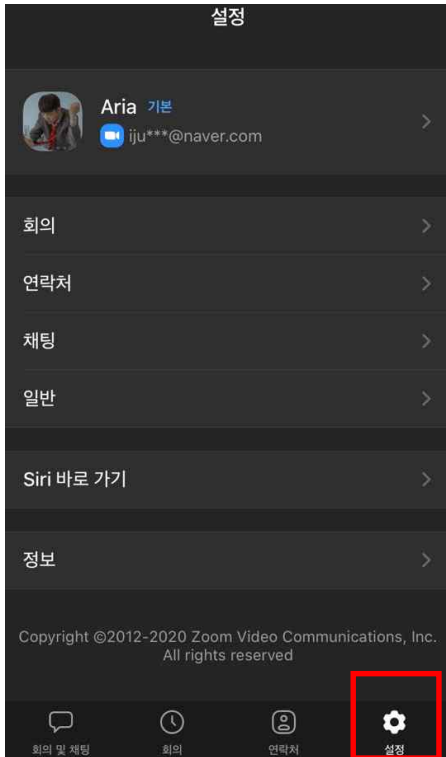 설정
Aria 기본
iju***@naver.com
회의
연락처
채팅
일반
Siri 바로 가기
정보
Copyright ©2012-2020 Zoom Video Communications, Inc.
All rights reserved
회의 및 채팅 회의 연락처 설정